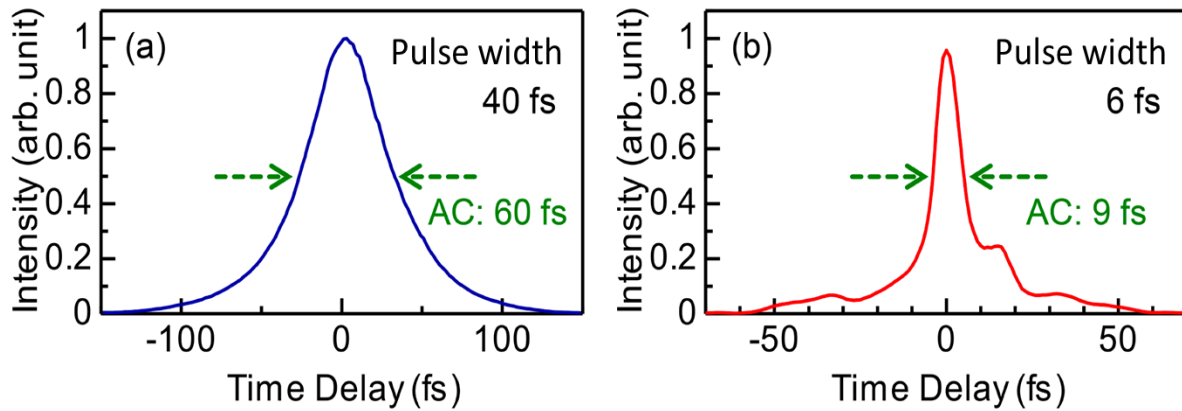 Intensity (arb. unit)
1
0.8
0.6
0.4
0.2
0
(a)
Pulse width
40 fs
AC: 60 fs
-100
0
100
Time Delay (fs)
Intensity (arb. unit)
1
0.8
0.6
0.4
0.2
0
(b)
Pulse width
6 fs
AC: 9 fs
-50
0
50
Time Delay (fs)